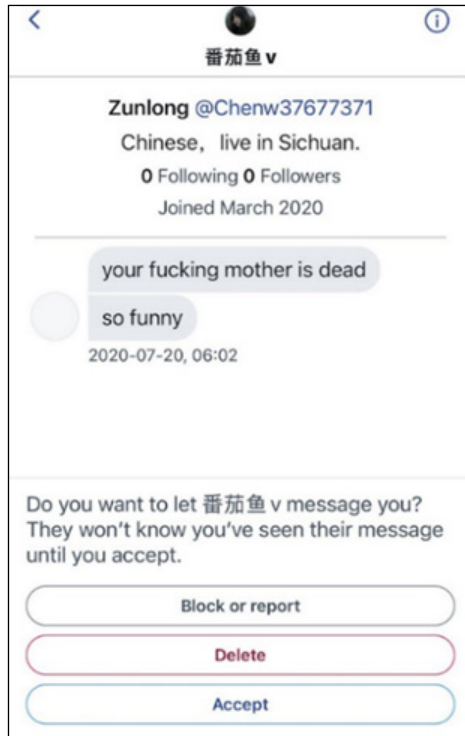 番茄鱼 v
Zunlong @Chenw37677371
Chinese，live in Sichuan.
0 Following 0 Followers
Joined March 2020
your fucking mother is dead
so funny
2020-07-20, 06:02
Do you want to let 番茄鱼 v message you?
They won't know you've seen their message
until you accept.
Block or report
Delete
Accept